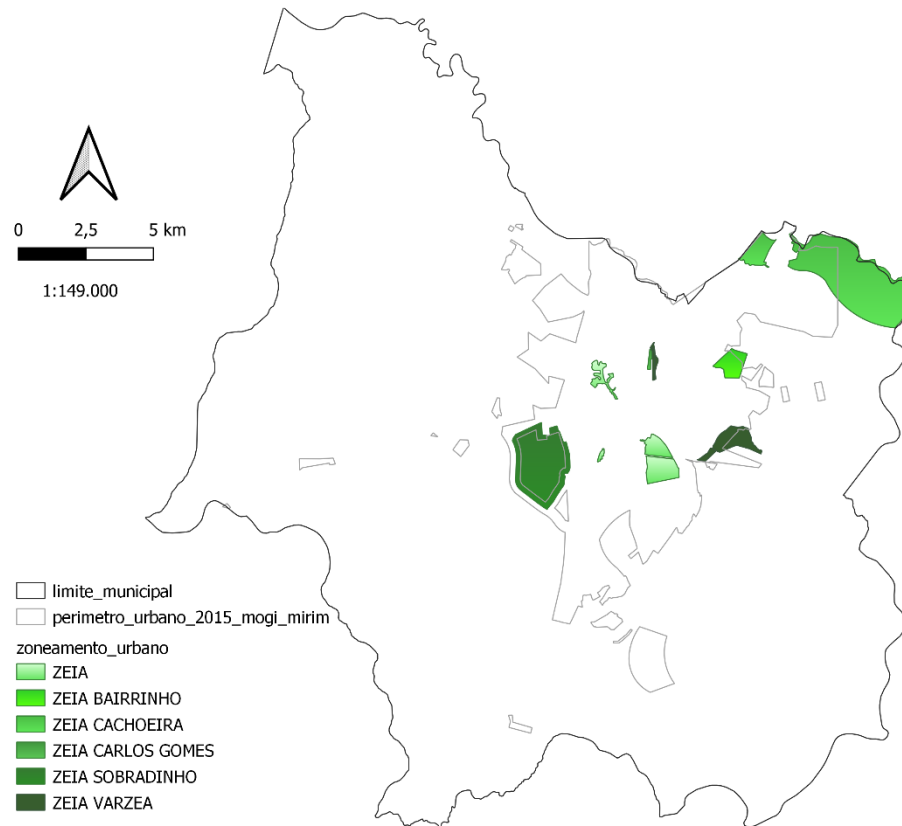 0 2,5 5 km
1:149.000
limite_municipal
perimetro_urbano_2015_mogi_mirim
zoneamento_urbano
ZEIA
ZEIA BAIRRINHO
ZEIA CACHOEIRA
ZEIA CARLOS GOMES
ZEIA SOBRADINHO
ZEIA VARZEA